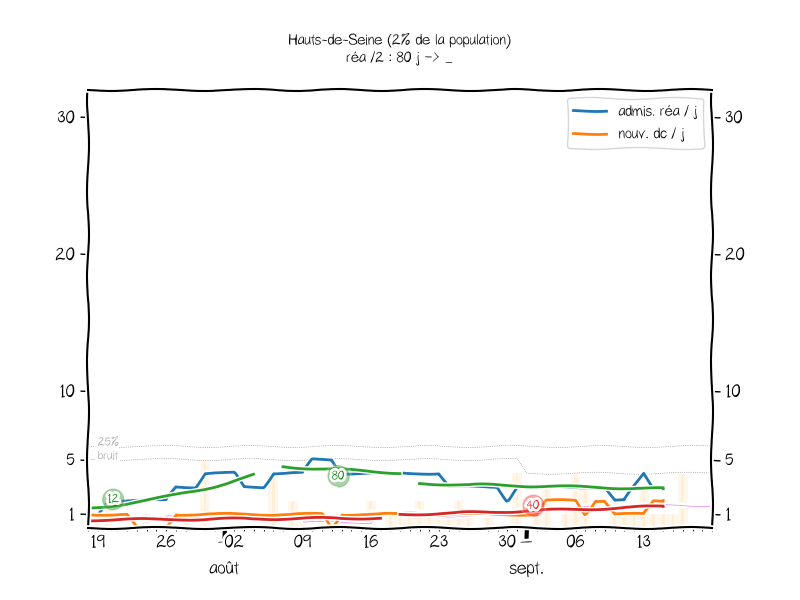 Hauts-de-Seine (2% de la population)
réa /2 : 80 j -> _
admis. réa / j
nouv. dc / j
30 30
20 20
10 10
25%
bruit
5 5
80
12
40
1 1
19 26 02 09 16 23 30 06 13
août sept.